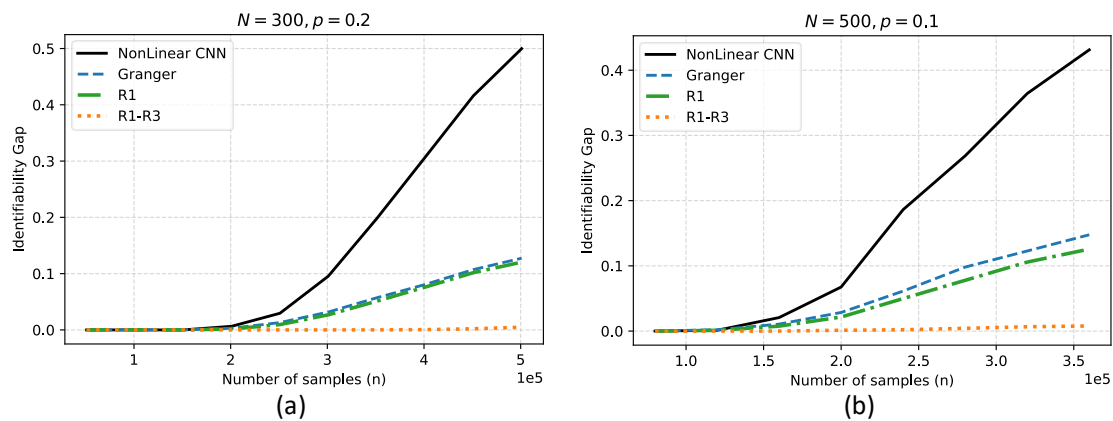 N = 300, p = 0.2
NonLinear CNN
Granger
R1
R1-R3
Identifiability Gap
0.5
0.4
0.3
0.2
0.1
0.0
1
2
3
4
5
1e5
Number of samples (n)
(a)
N = 500, p = 0.1
NonLinear CNN
Granger
R1
R1-R3
Identifiability Gap
0.4
0.3
0.2
0.1
0.0
1.0
1.5
2.0
2.5
3.0
3.5
1e5
Number of samples (n)
(b)